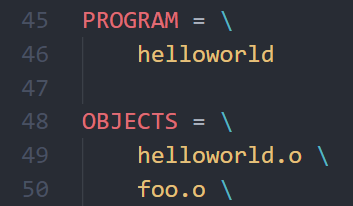 45 PROGRAM = \
46     helloworld
47
48 OBJECTS = \
49     helloworld.o \
50     foo.o \